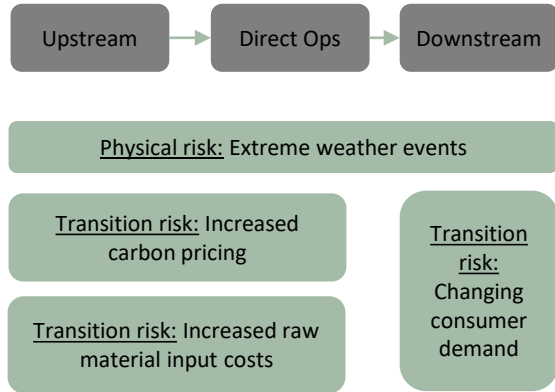 Upstream
Direct Ops
Downstream
Physical risk: Extreme weather events
Transition risk: Increased
carbon pricing
Transition risk: Increased raw
material input costs
Transition
risk:
Changing
consumer
demand